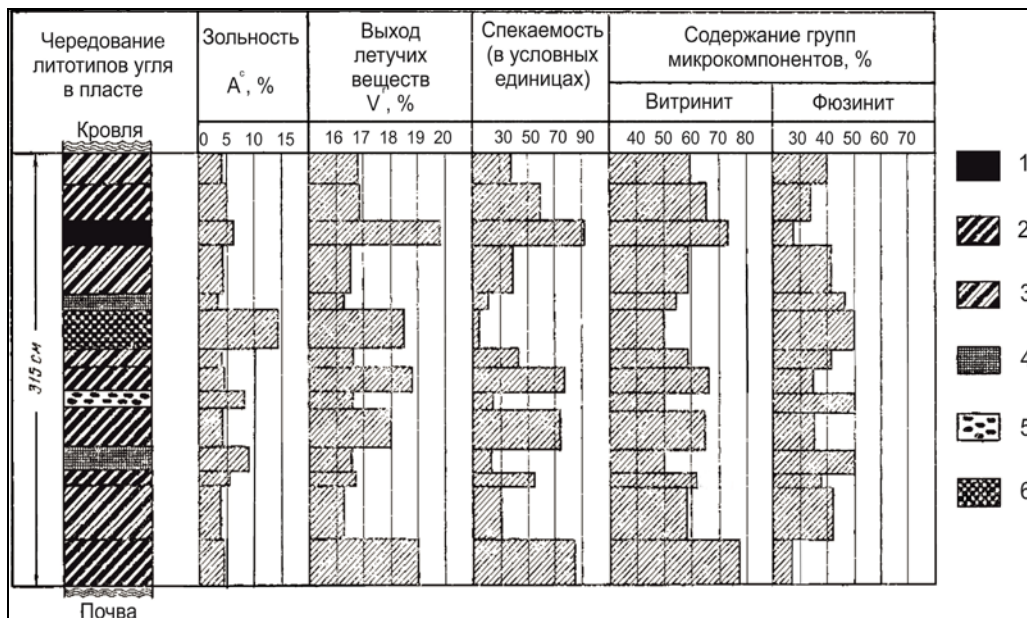 Чередование
литотипов угля
в пласте
Кровля
Зольность
Aᶜ, %
Выход
летучих
веществ
V', %
Спекаемость
(в условных
единицах)
Содержание групп
микрокомпонентов, %
Витринит
Фюзинит
0 5 10 15
16 17 18 19 20
30 50 70 90
30 40 50 60 70 80
30 40 50 60 70
315 см
Почва
1
2
3
4
5
6